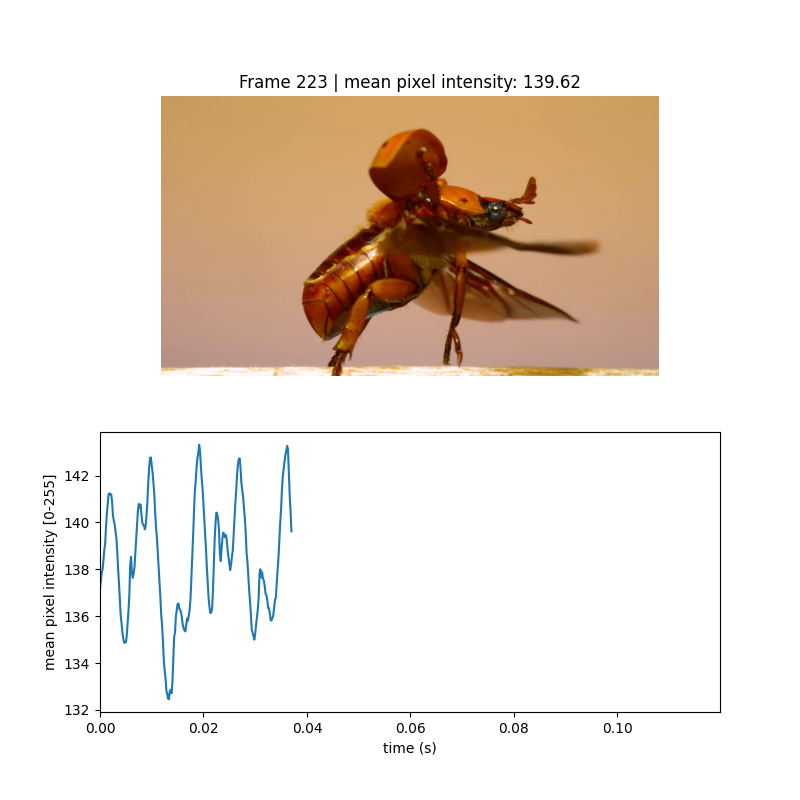 Frame 223 | mean pixel intensity: 139.62
mean pixel intensity [0-255]
142
140
138
136
134
132
0.00 0.02 0.04 0.06 0.08 0.10
time (s)